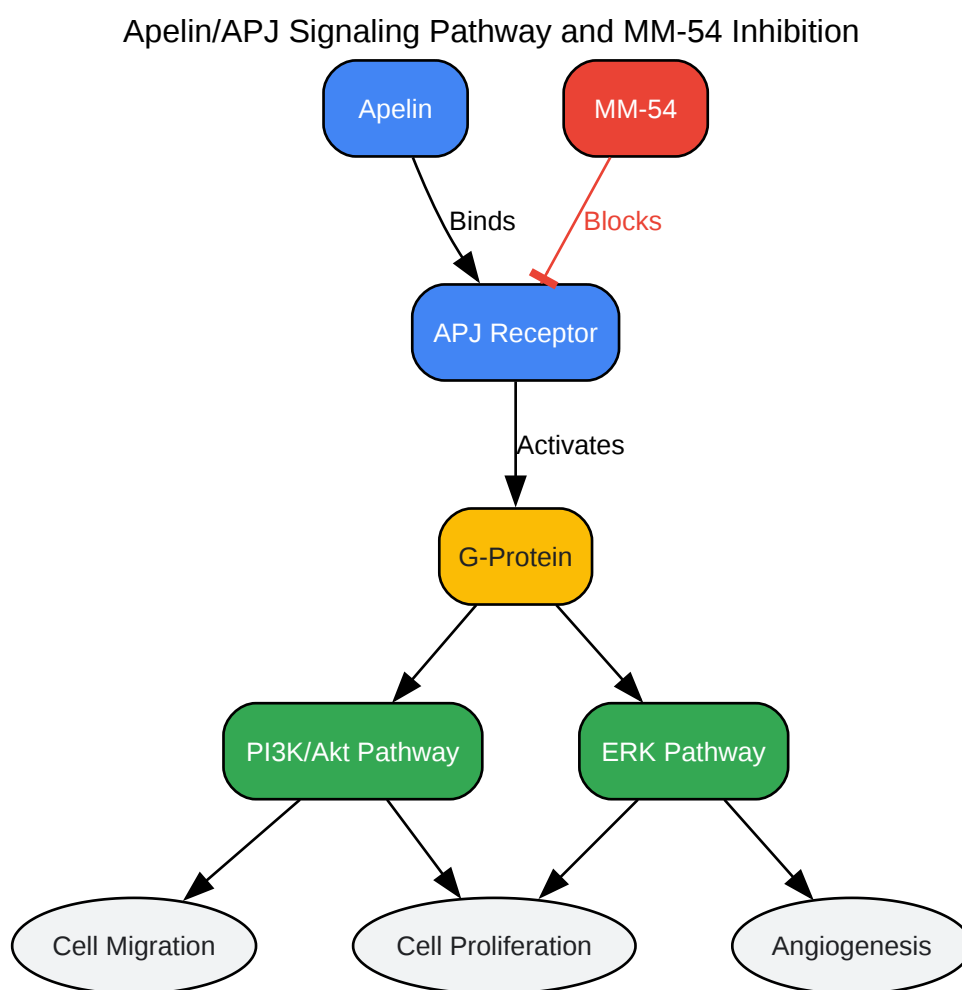 Apelin/APJ Signaling Pathway and MM-54 Inhibition
Apelin
MM-54
Binds
Blocks
APJ Receptor
Activates
G-Protein
PI3K/Akt Pathway
ERK Pathway
Cell Migration
Cell Proliferation
Angiogenesis